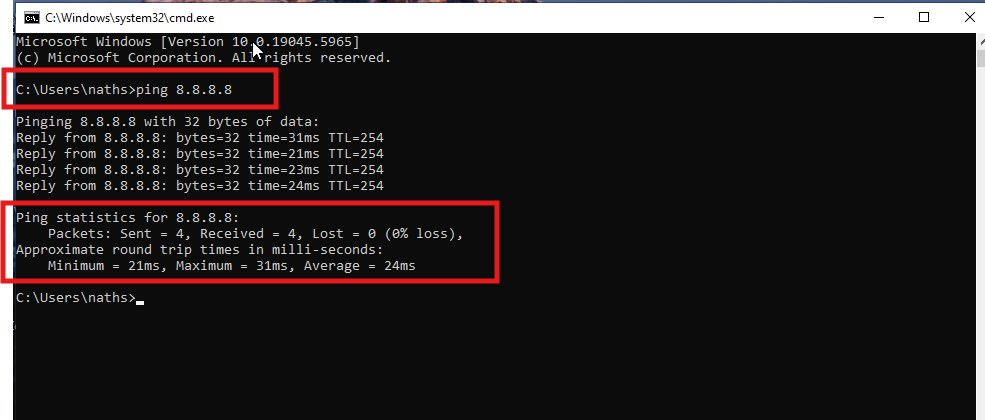 C:\Windows\system32\cmd.exe
Microsoft Windows [Version 10.0.19045.5965]
(c) Microsoft Corporation. All rights reserved.
C:\Users\naths>ping 8.8.8.8
Pinging 8.8.8.8 with 32 bytes of data:
Reply from 8.8.8.8: bytes=32 time=31ms TTL=254
Reply from 8.8.8.8: bytes=32 time=21ms TTL=254
Reply from 8.8.8.8: bytes=32 time=23ms TTL=254
Reply from 8.8.8.8: bytes=32 time=24ms TTL=254
Ping statistics for 8.8.8.8:
    Packets: Sent = 4, Received = 4, Lost = 0 (0% loss),
Approximate round trip times in milli-seconds:
    Minimum = 21ms, Maximum = 31ms, Average = 24ms
C:\Users\naths>